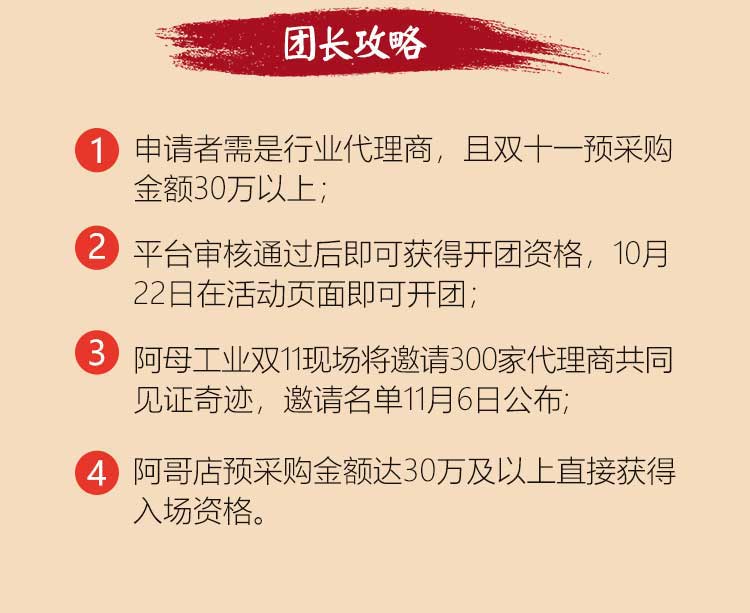 团长攻略
1 申请者需是行业代理商，且双十一预采购
金额30万以上；
2 平台审核通过后即可获得开团资格，10月
22日在活动页面即可开团；
3 阿母工业双11现场将邀请300家代理商共同
见证奇迹，邀请名单11月6日公布;
4 阿哥店预采购金额达30万及以上直接获得
入场资格。